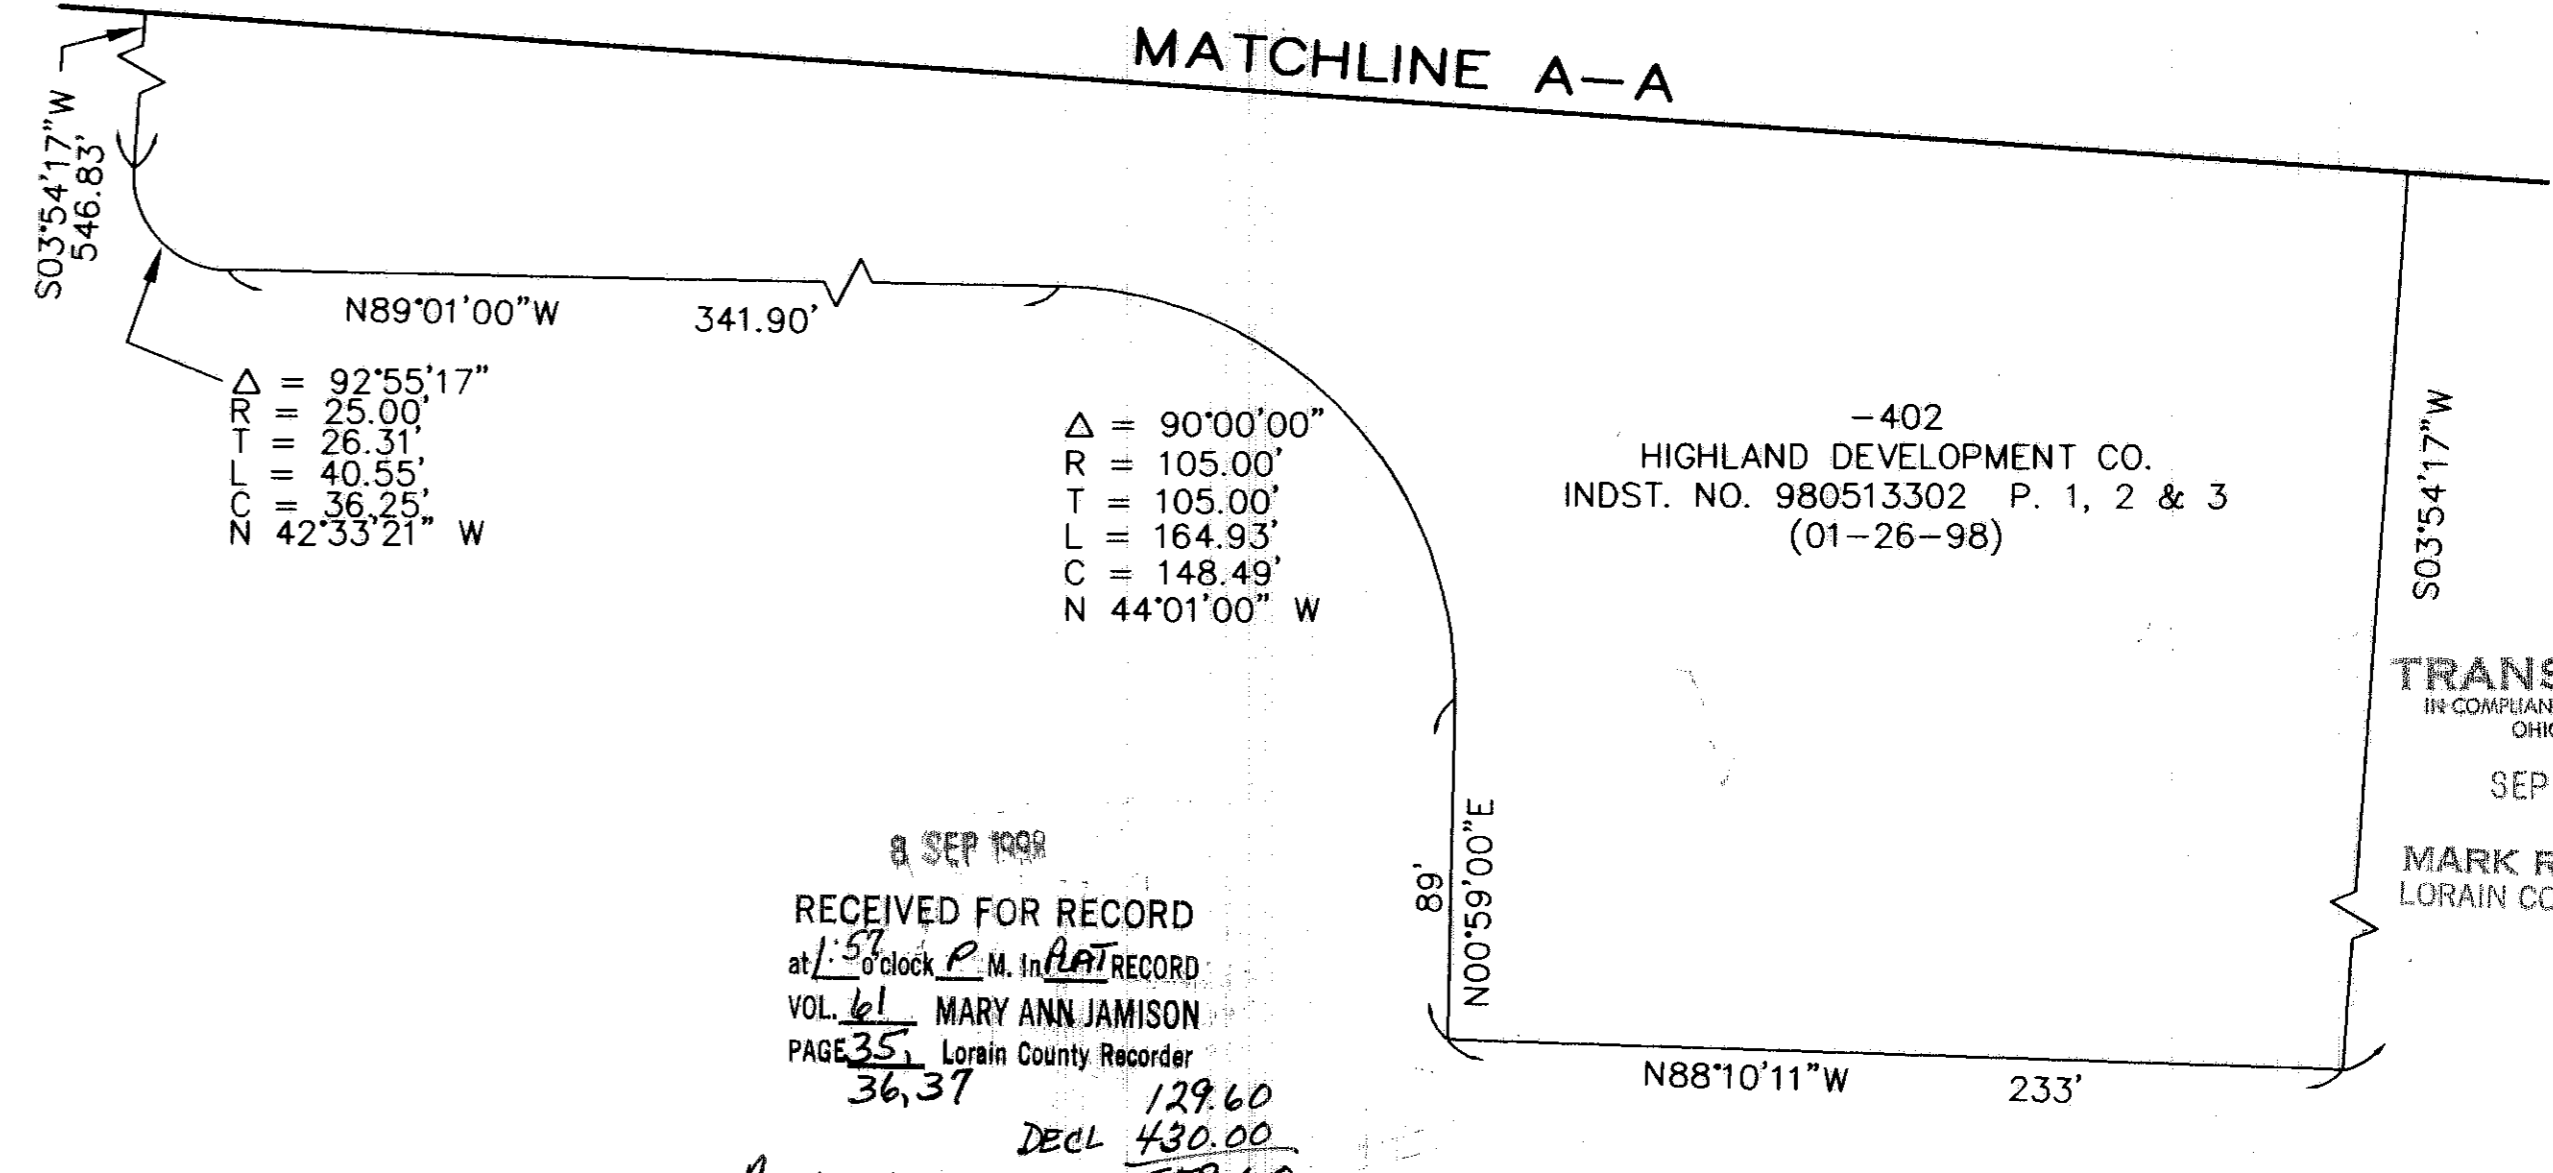 MATCHLINE A–A
S03°54'17"W
546.83'
N89°01'00"W 341.90'
Δ = 92°55'17"
R = 25.00'
T = 26.31'
L = 40.55'
C = 36.25'
N 42°33'21" W
Δ = 90°00'00"
R = 105.00'
T = 105.00'
L = 164.93'
C = 148.49'
N 44°01'00" W
–402
HIGHLAND DEVELOPMENT CO.
INDST. NO. 980513302 P. 1, 2 & 3
(01–26–98)
S03°54'17"W
TRANS
IN COMPLIAN
OHIO
SEP
MARK R
LORAIN CO
89'
N00°59'00"E
N88°10'11"W 233'
8 SEP 1998
RECEIVED FOR RECORD
at 1:57 o'clock P M. In PLAT RECORD
VOL. 61 MARY ANN JAMISON
PAGE 35, Lorain County Recorder
36,37
129.60
DECL 430.00